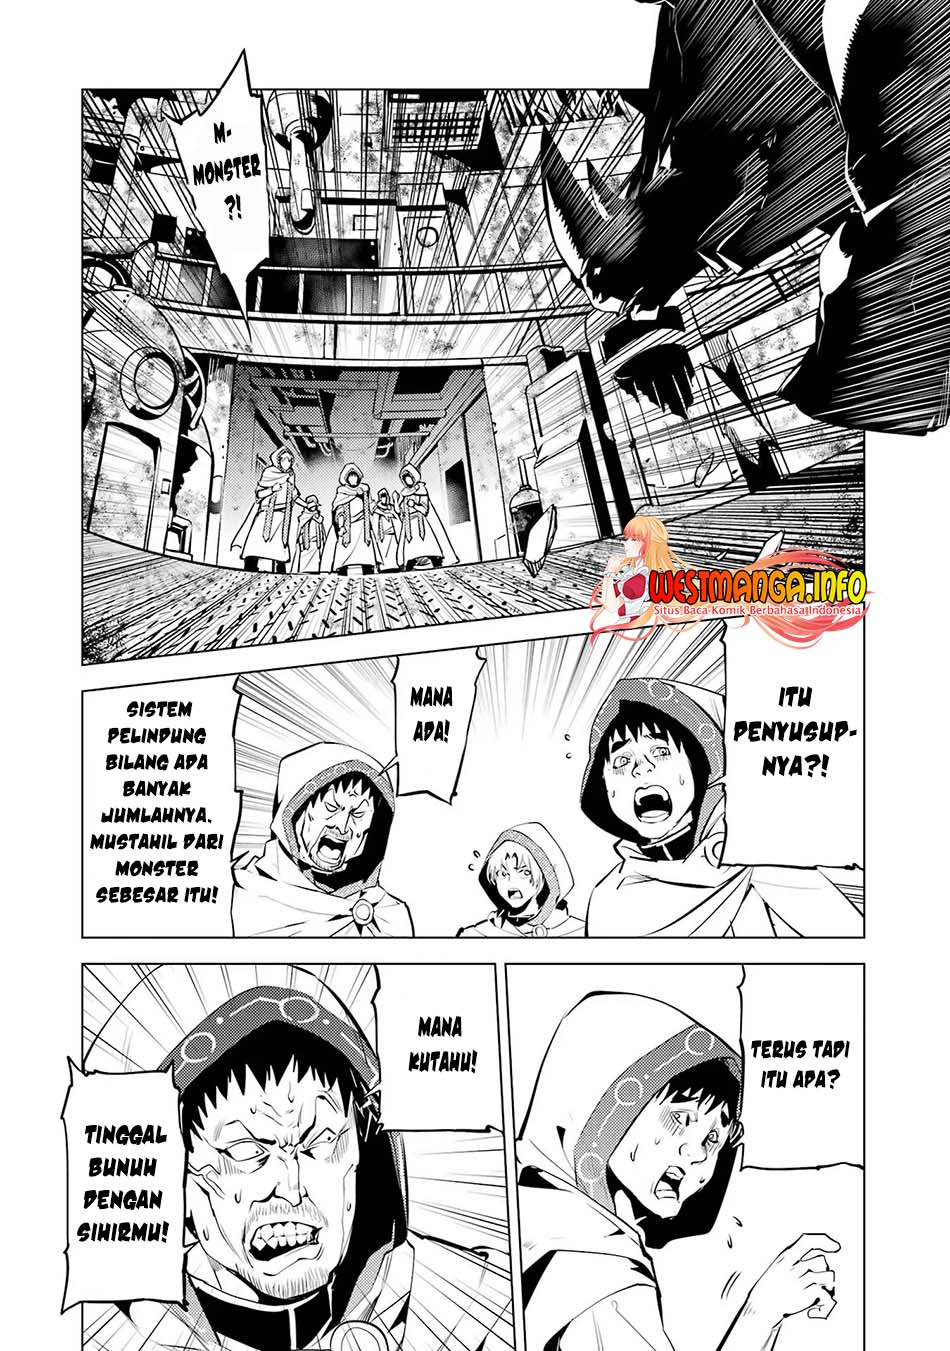 M-
MONSTER
?!
WESTMANGA.INFO
Situs Baca Komik Berbahasa Indonesia
ITU
PENYUSUP-
NYA?!
MANA
ADA!
SISTEM
PELINDUNG
BILANG ADA
BANYAK
JUMLAHNYA.
MUSTAHIL DARI
MONSTER
SEBESAR ITU!
TERUS TADI
ITU APA?
MANA
KUTAHU!
TINGGAL
BUNUH
DENGAN
SIHIRMU!